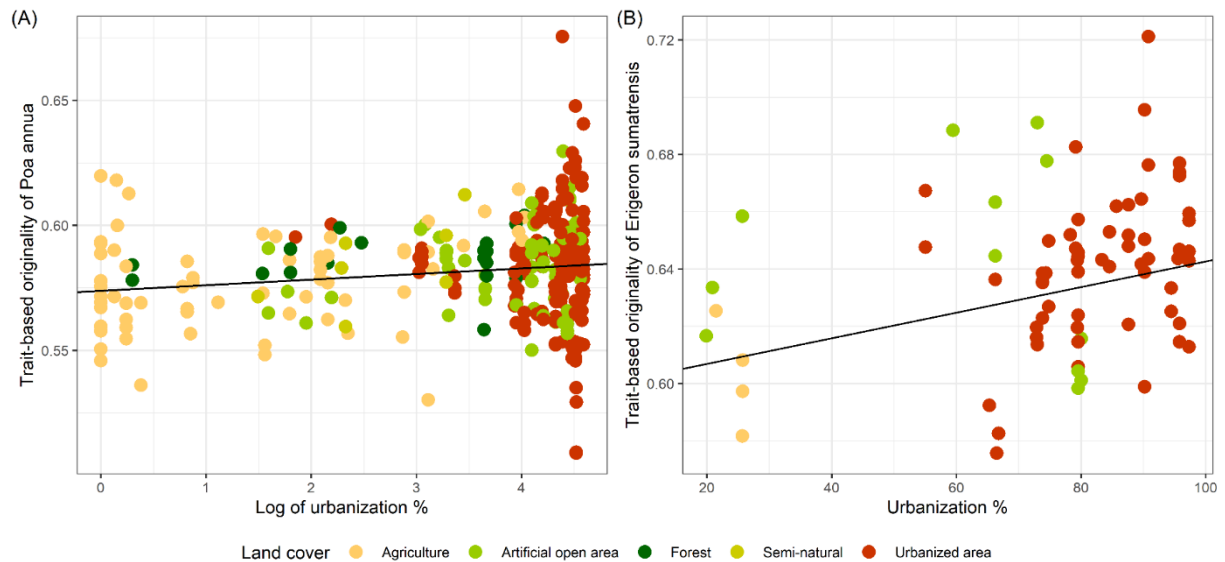 (A)
Trait-based originality of Poa annua
0.65
0.60
0.55
0
1
2
3
4
Log of urbanization %
(B)
Trait-based originality of Erigeron sumatrensis
0.72
0.68
0.64
0.60
20
40
60
80
100
Urbanization %
Land cover Agriculture Artificial open area Forest Semi-natural Urbanized area